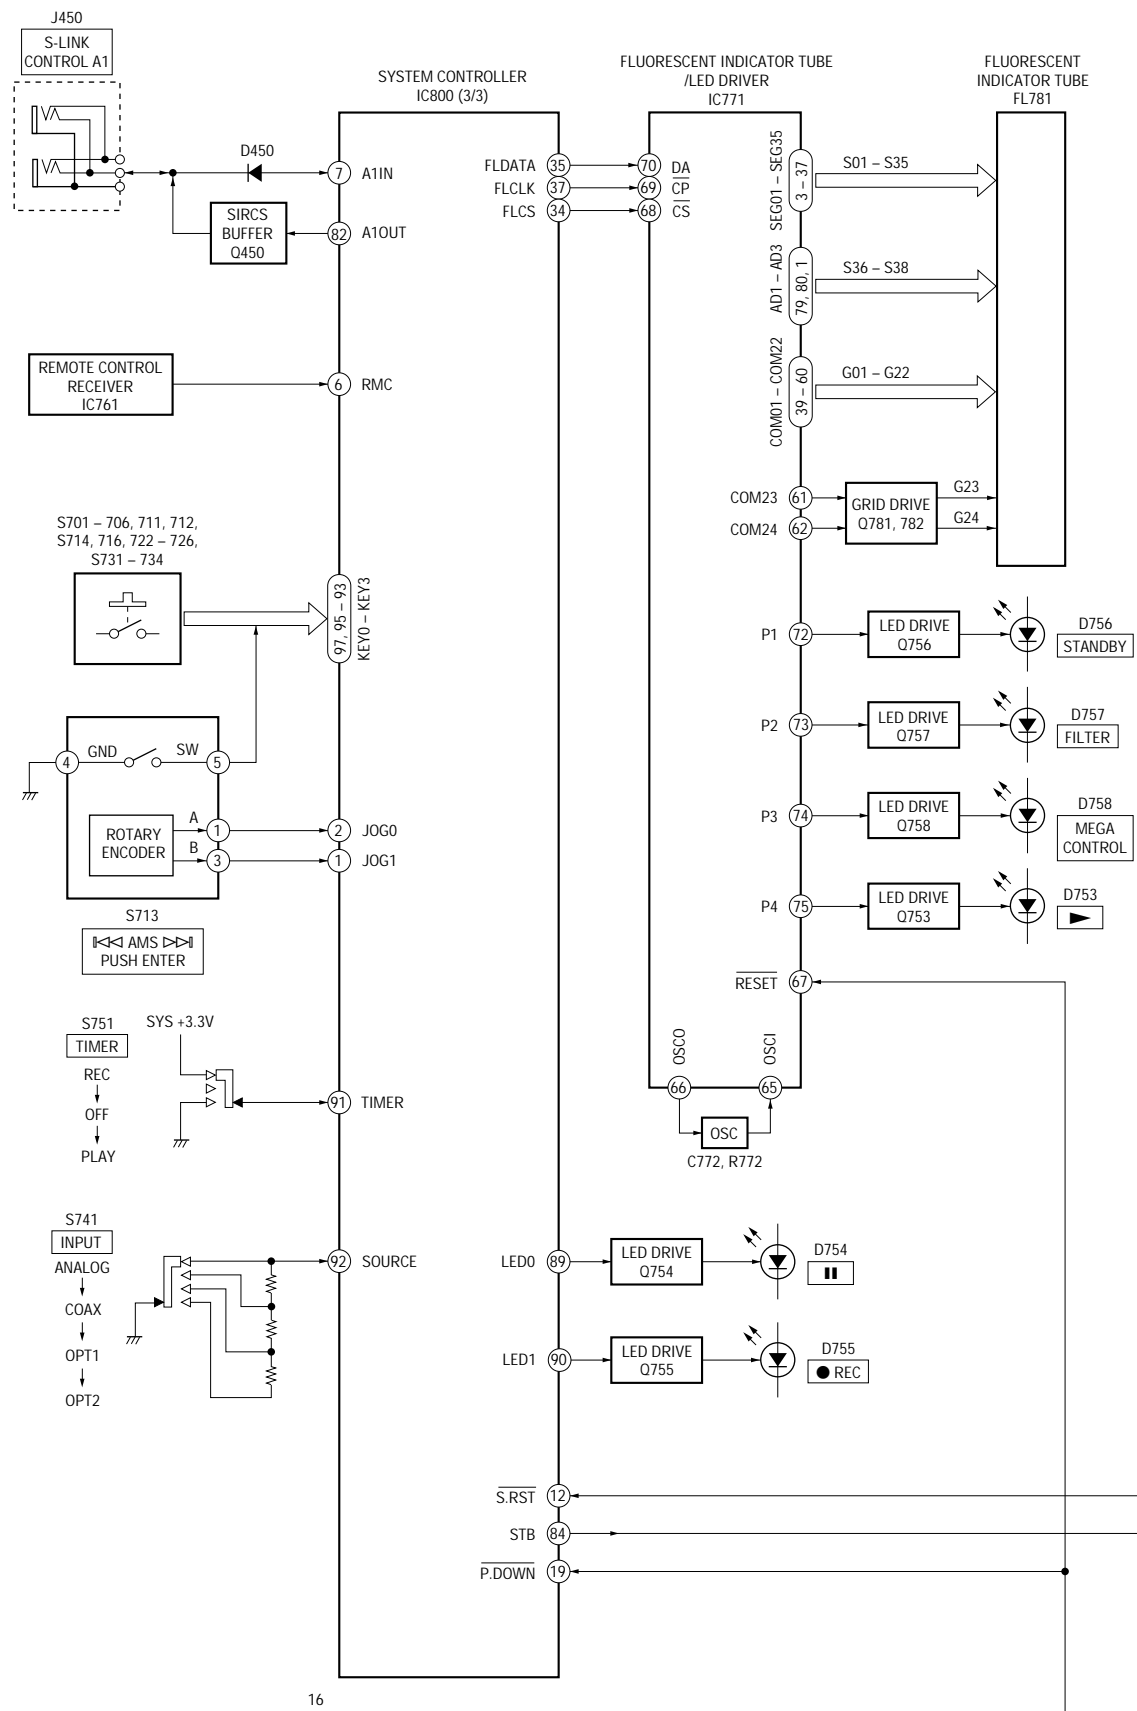 J450
S-LINK
CONTROL A1
SYSTEM CONTROLLER
IC800 (3/3)
FLUORESCENT INDICATOR TUBE
/LED DRIVER
IC771
FLUORESCENT
INDICATOR TUBE
FL781
D450
7 A1IN
SIRCS
BUFFER
Q450
82 A1OUT
FLDATA 35
FLCLK 37
FLCS 34
70 DA
69 CP
68 CS
SEG01 – SEG35
3 – 37
S01 – S35
AD1 – AD3
79, 80, 1
S36 – S38
COM01 – COM22
39 – 60
G01 – G22
REMOTE CONTROL
RECEIVER
IC761
6 RMC
COM23 61
COM24 62
GRID DRIVE
Q781, 782
G23
G24
S701 – 706, 711, 712,
S714, 716, 722 – 726,
S731 – 734
97, 95 – 93
KEY0 – KEY3
P1 72
LED DRIVE
Q756
D756
STANDBY
P2 73
LED DRIVE
Q757
D757
FILTER
4 GND SW 5
P3 74
LED DRIVE
Q758
D758
MEGA
CONTROL
ROTARY
ENCODER
A 1
B 3
2 JOG0
1 JOG1
P4 75
LED DRIVE
Q753
D753
S713
AMS
PUSH ENTER
RESET 67
S751
TIMER
REC
OFF
PLAY
SYS +3.3V
91 TIMER
OSCO
66
OSCI
65
OSC
C772, R772
S741
INPUT
ANALOG
COAX
OPT1
OPT2
92 SOURCE
LED0 89
LED DRIVE
Q754
D754
LED1 90
LED DRIVE
Q755
D755
REC
S.RST 12
STB 84
P.DOWN 19
16